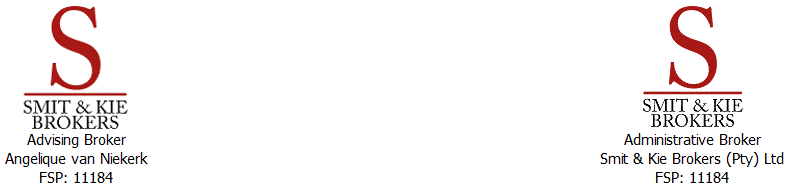 S
SMIT & KIE
BROKERS
Advising Broker
Angelique van Niekerk
FSP: 11184
S
SMIT & KIE
BROKERS
Administrative Broker
Smit & Kie Brokers (Pty) Ltd
FSP: 11184